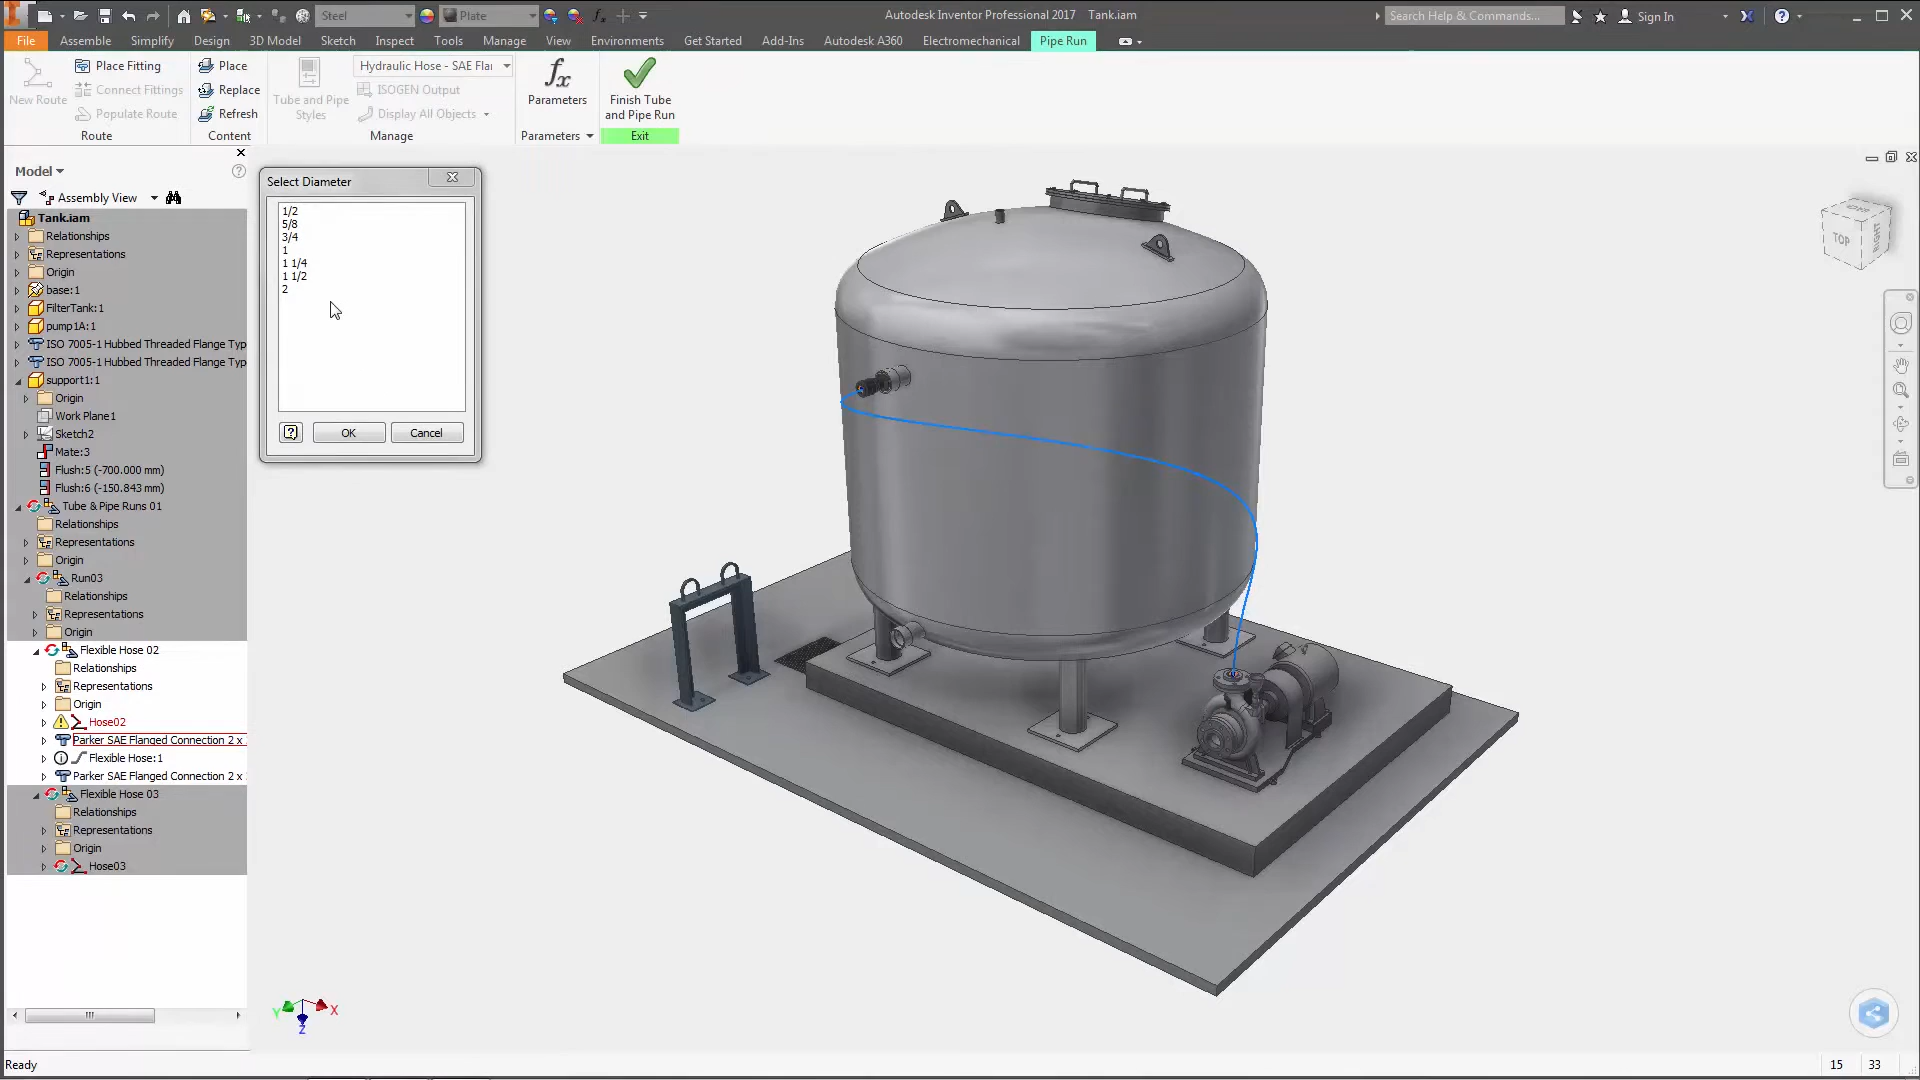 Steel
Plate
Autodesk Inventor Professional 2017 Tank.iam
Search Help & Commands...
Sign In
File Assemble Simplify Design 3D Model Sketch Inspect Tools Manage View Environments Get Started Add-Ins Autodesk A360 Electromechanical Pipe Run
New Route
Place Fitting
Connect Fittings
Populate Route
Route
Place
Replace
Refresh
Content
Tube and Pipe
Styles
Hydraulic Hose - SAE Flar
ISOGEN Output
Display All Objects
Manage
fx
Parameters
Parameters
Finish Tube
and Pipe Run
Exit
Model
Assembly View
Tank.iam
Relationships
Representations
Origin
base:1
FilterTank:1
pump1A:1
ISO 7005-1 Hubbed Threaded Flange Typ
ISO 7005-1 Hubbed Threaded Flange Typ
support1:1
Origin
Work Plane1
Sketch2
Mate:3
Flush:5 (-700.000 mm)
Flush:6 (-150.843 mm)
Tube & Pipe Runs 01
Relationships
Representations
Origin
Run03
Relationships
Representations
Origin
Flexible Hose 02
Relationships
Representations
Origin
Hose02
Parker SAE Flanged Connection 2 x
Flexible Hose:1
Parker SAE Flanged Connection 2 x
Flexible Hose 03
Relationships
Representations
Origin
Hose03
Select Diameter
1/2
5/8
3/4
1
1 1/4
1 1/2
2
OK
Cancel
TOP
RIGHT
Y
X
Z
Ready
15 33